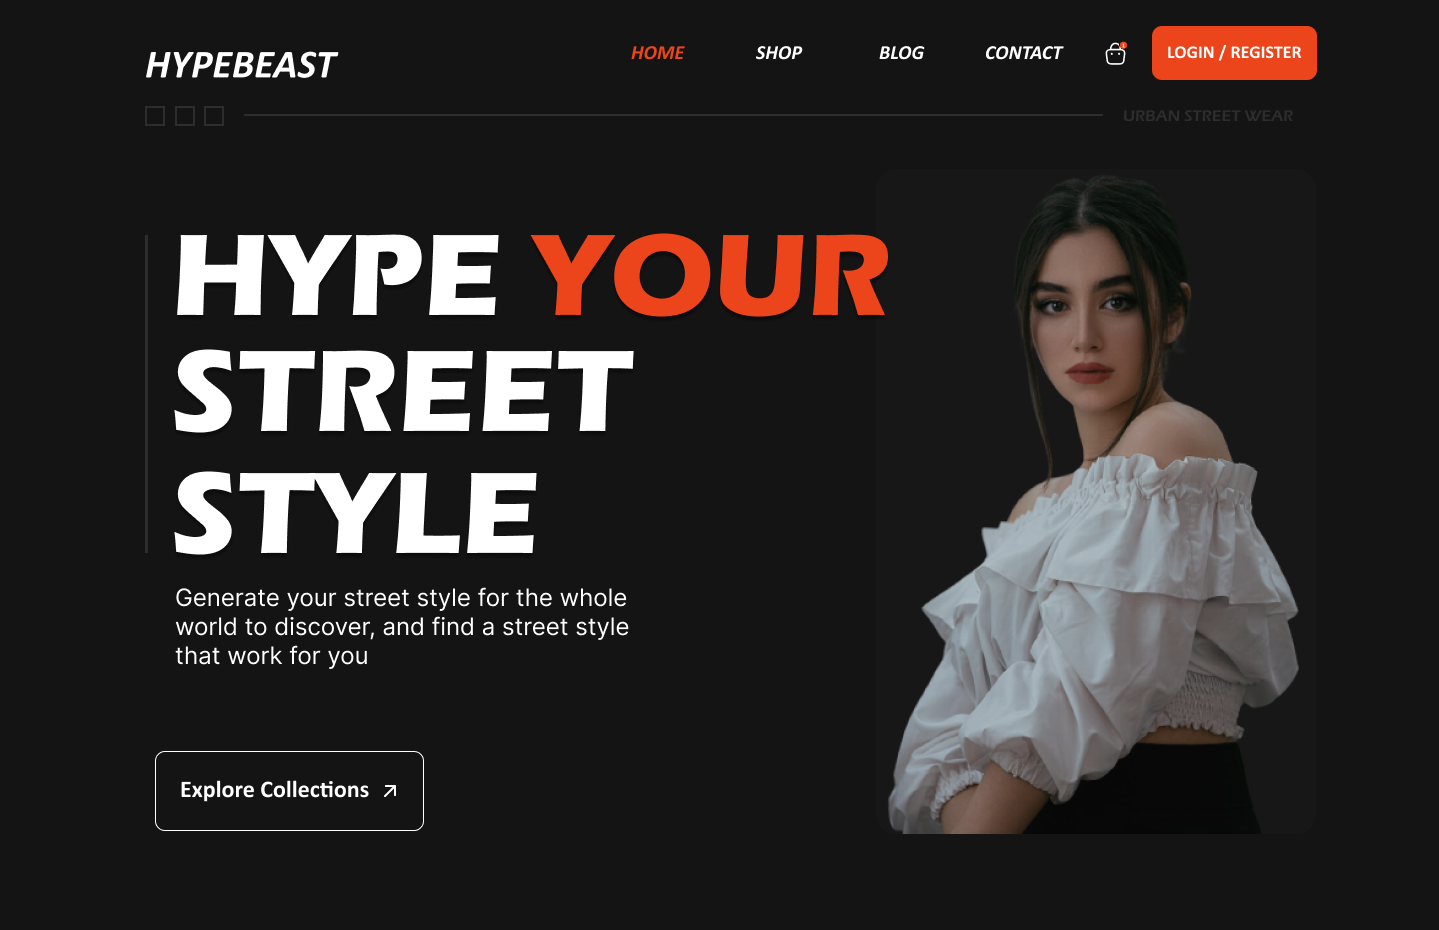 HYPEBEAST
HOME SHOP BLOG CONTACT 1 LOGIN / REGISTER
URBAN STREET WEAR
HYPE YOUR
STREET
STYLE
Generate your street style for the whole
world to discover, and find a street style
that work for you
Explore Collections